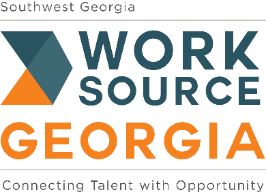 Southwest Georgia
WORK
SOURCE
GEORGIA
Connecting Talent with Opportunity